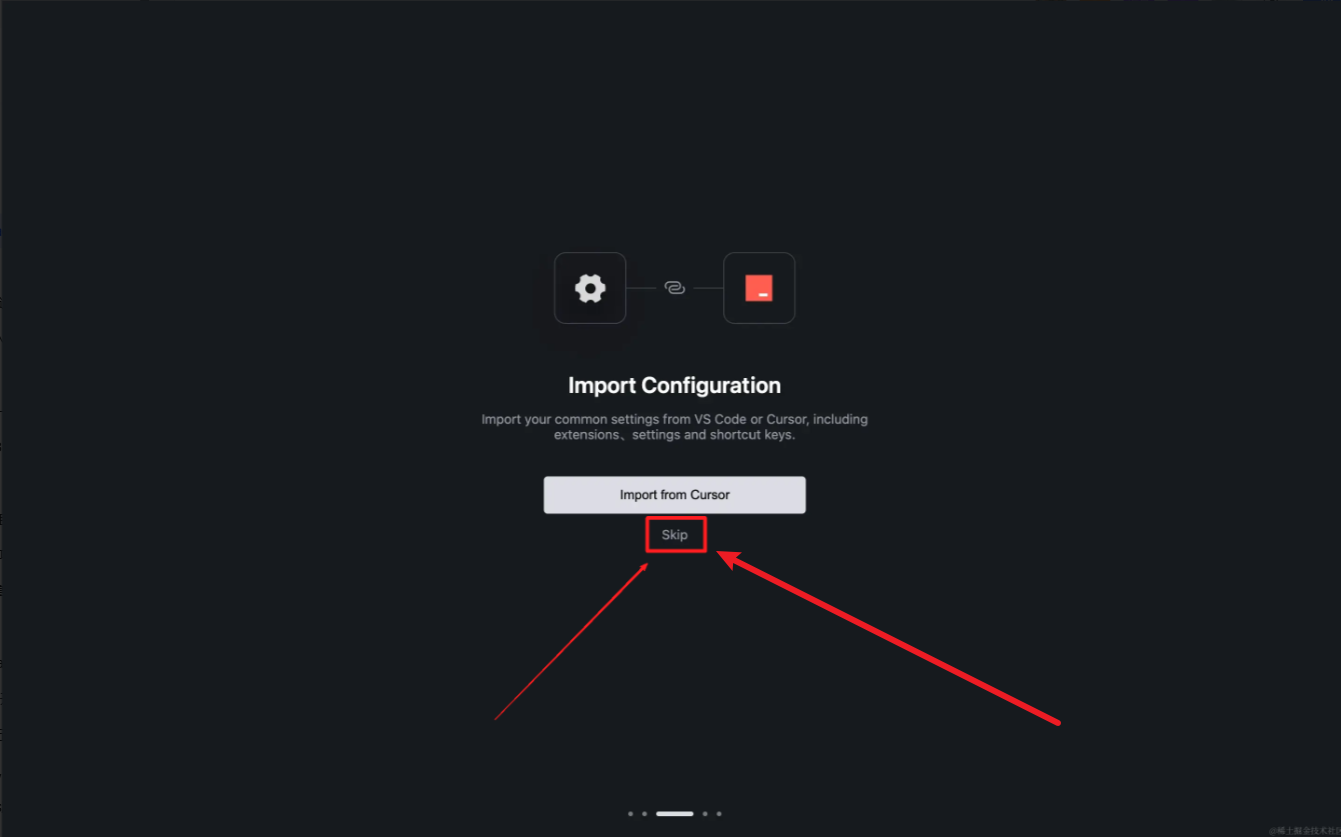 Import Configuration
Import your common settings from VS Code or Cursor, including
extensions、settings and shortcut keys.
Import from Cursor
Skip
@稀土掘金技术社区